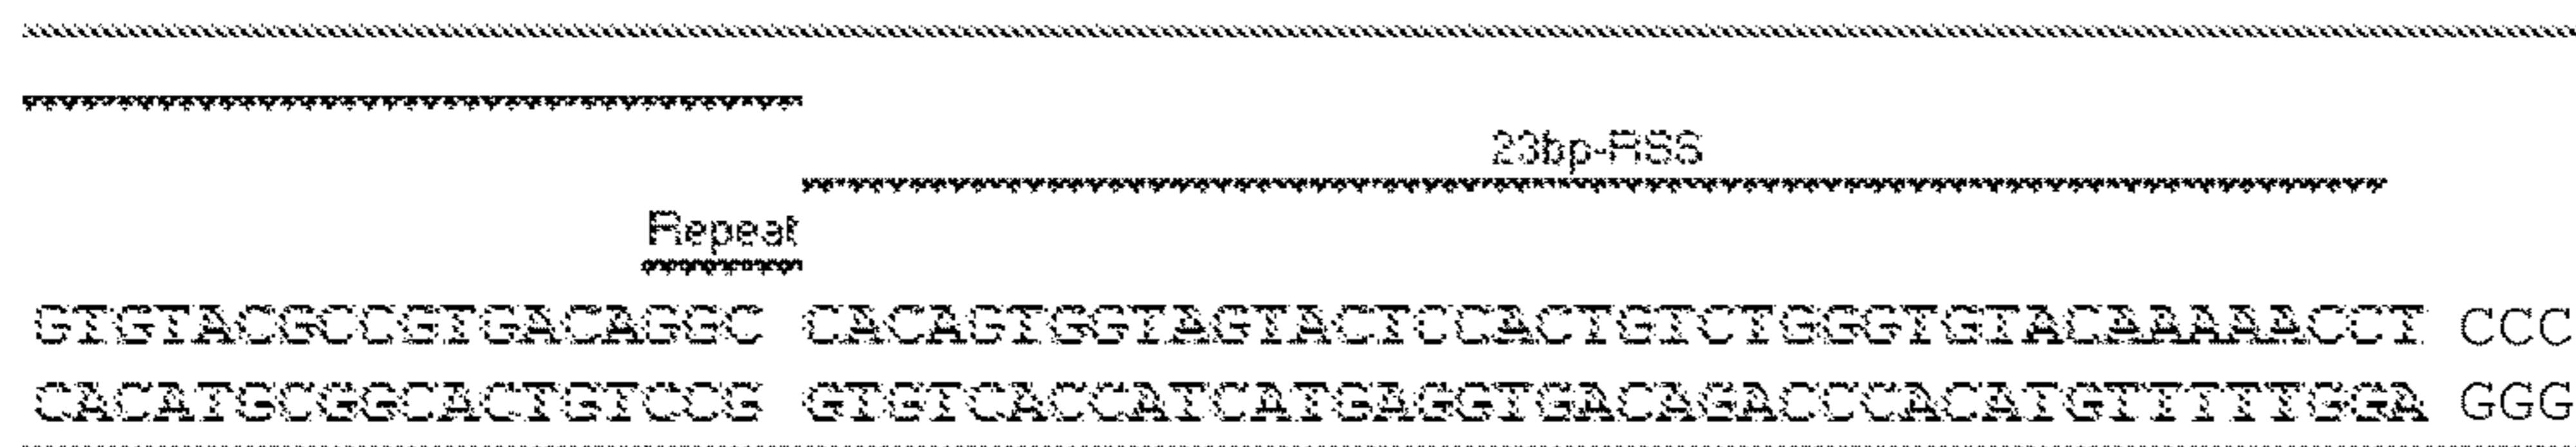 23bp-RSS
Repeat
GTGTACGCCGTGACAGGC CACAGTGGTAGTACTCCACTGTCTGGGTGTACAAAAACCT CCC
CACATGCGGCACTGTCCG GTGTCACCATCATGAGGTGACAGACCCACATGTTTTTGGA GGG